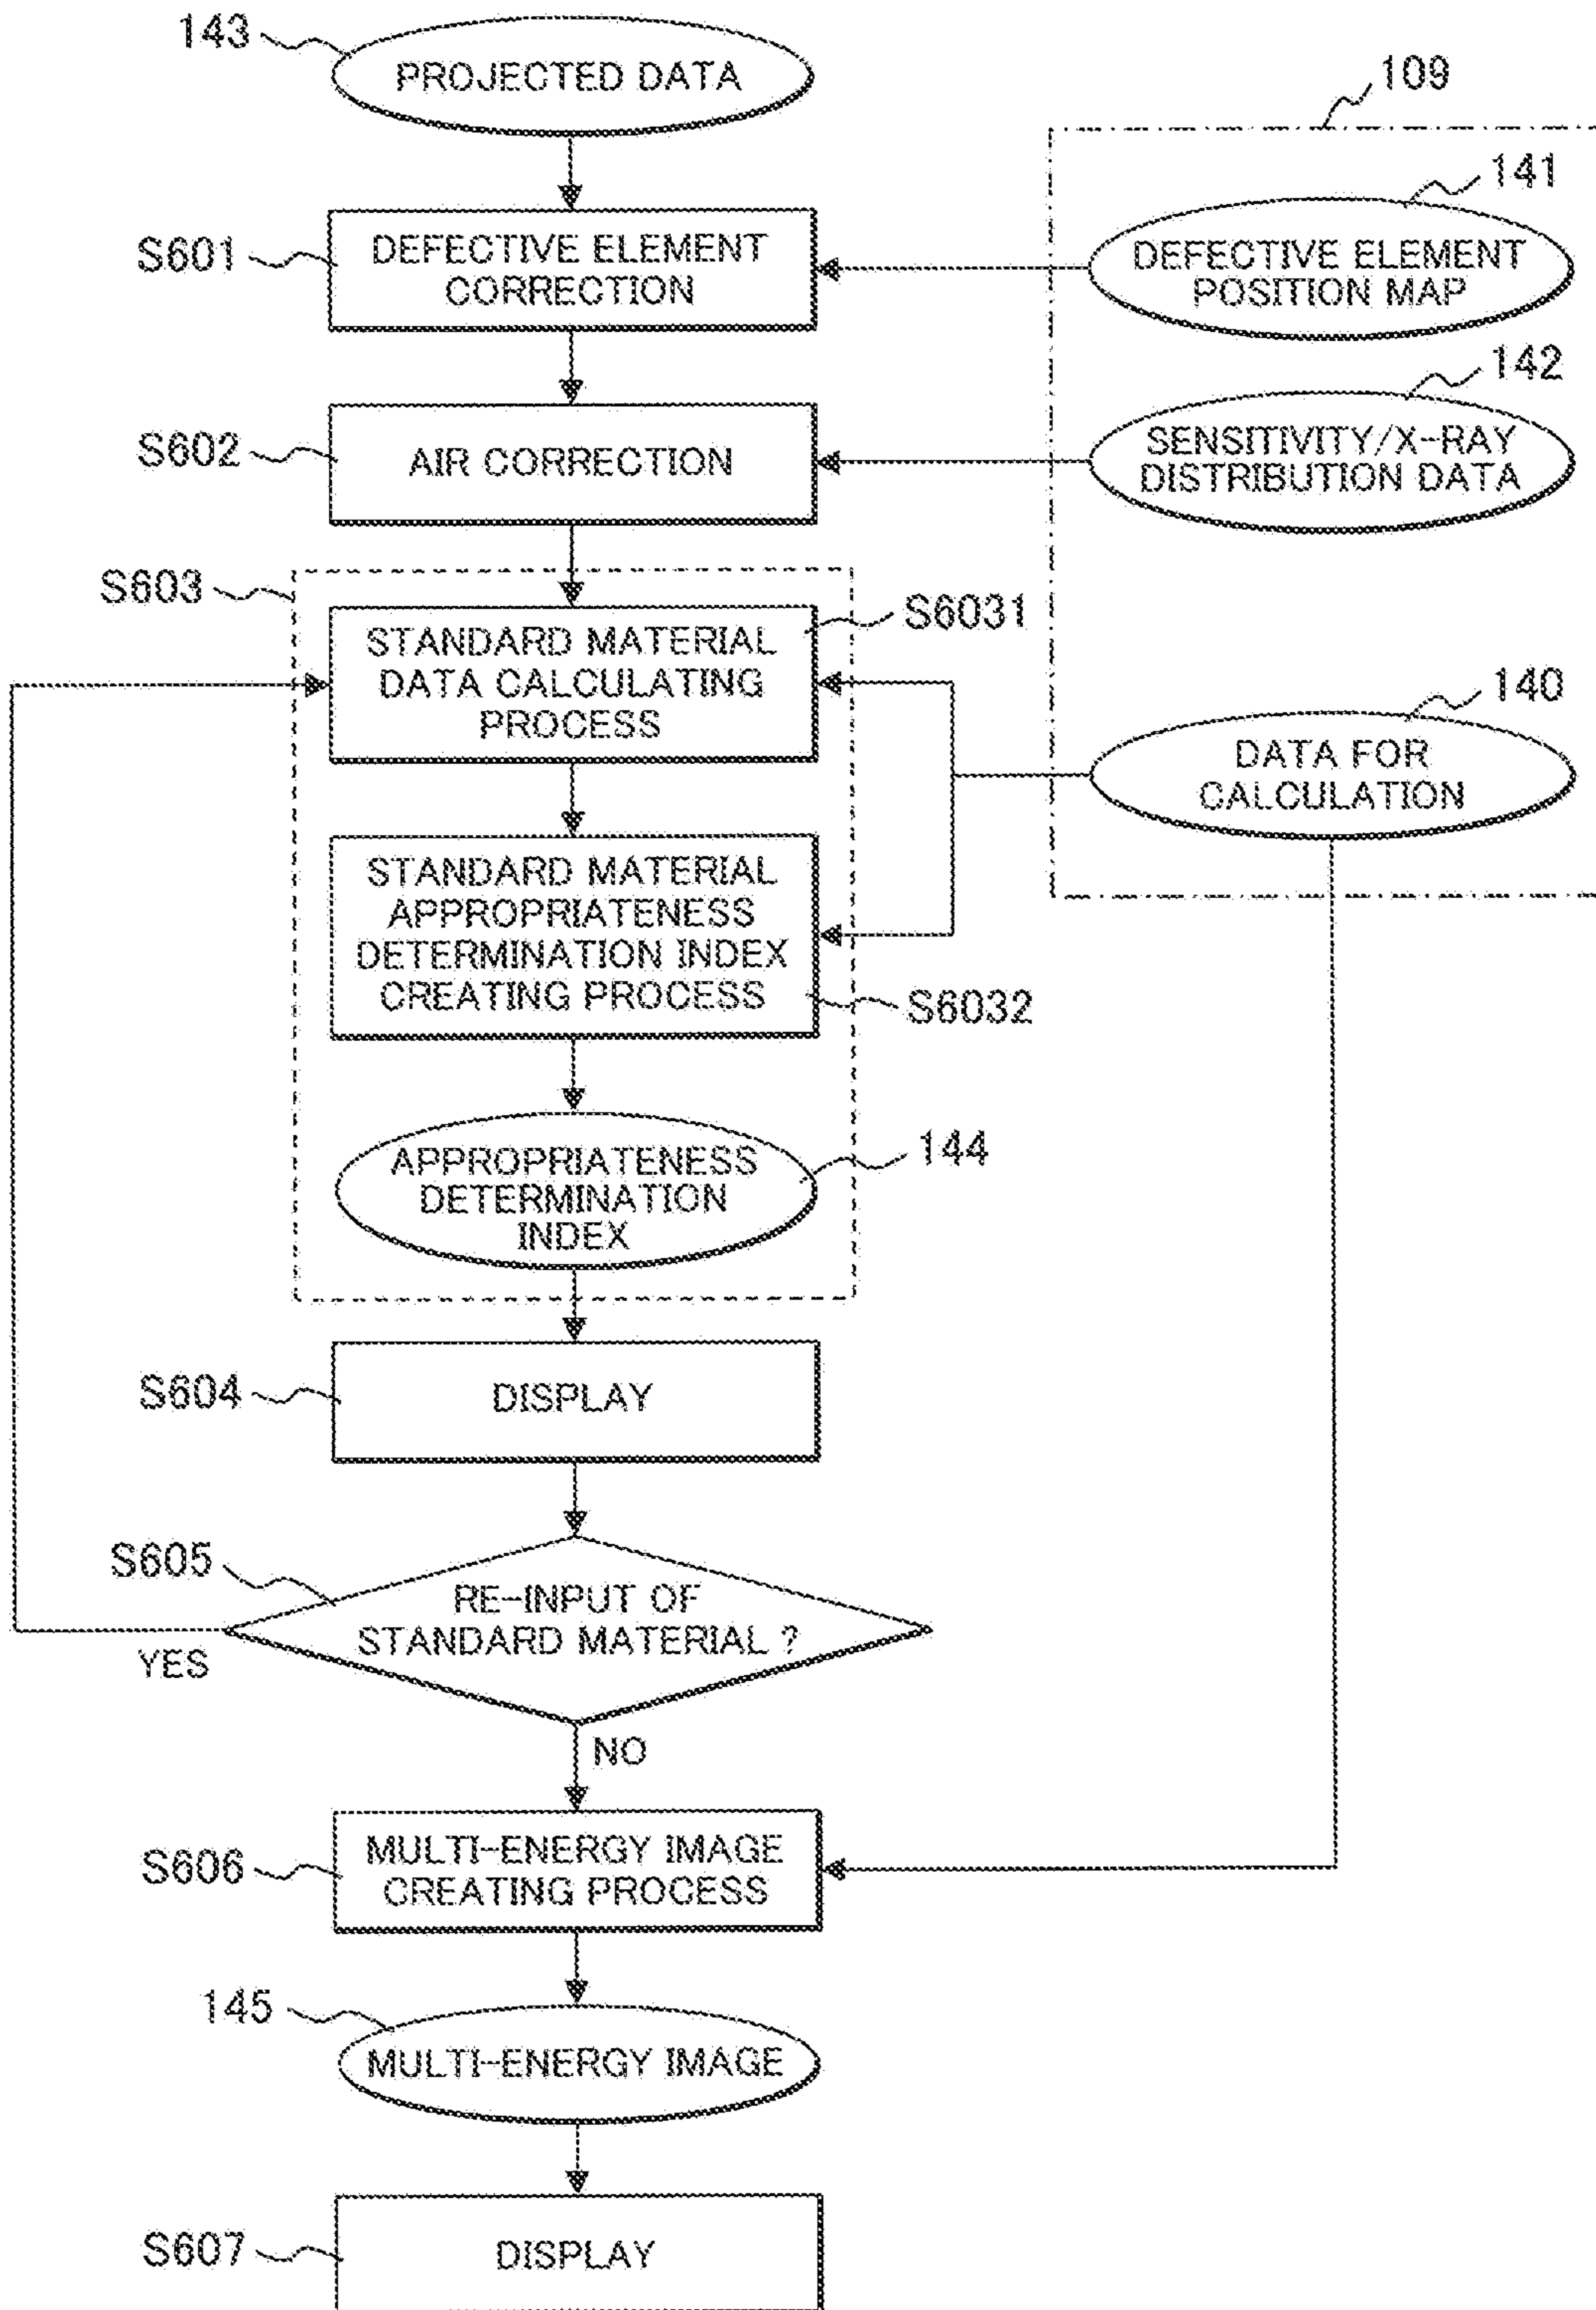 143
PROJECTED DATA
109
141
S601
DEFECTIVE ELEMENT
CORRECTION
DEFECTIVE ELEMENT
POSITION MAP
142
S602
AIR CORRECTION
SENSITIVITY/X-RAY
DISTRIBUTION DATA
S603
S6031
STANDARD MATERIAL
DATA CALCULATING
PROCESS
140
DATA FOR
CALCULATION
STANDARD MATERIAL
APPROPRIATENESS
DETERMINATION INDEX
CREATING PROCESS
S6032
144
APPROPRIATENESS
DETERMINATION
INDEX
S604
DISPLAY
S605
RE-INPUT OF
STANDARD MATERIAL ?
YES
NO
S606
MULTI-ENERGY IMAGE
CREATING PROCESS
145
MULTI-ENERGY IMAGE
S607
DISPLAY